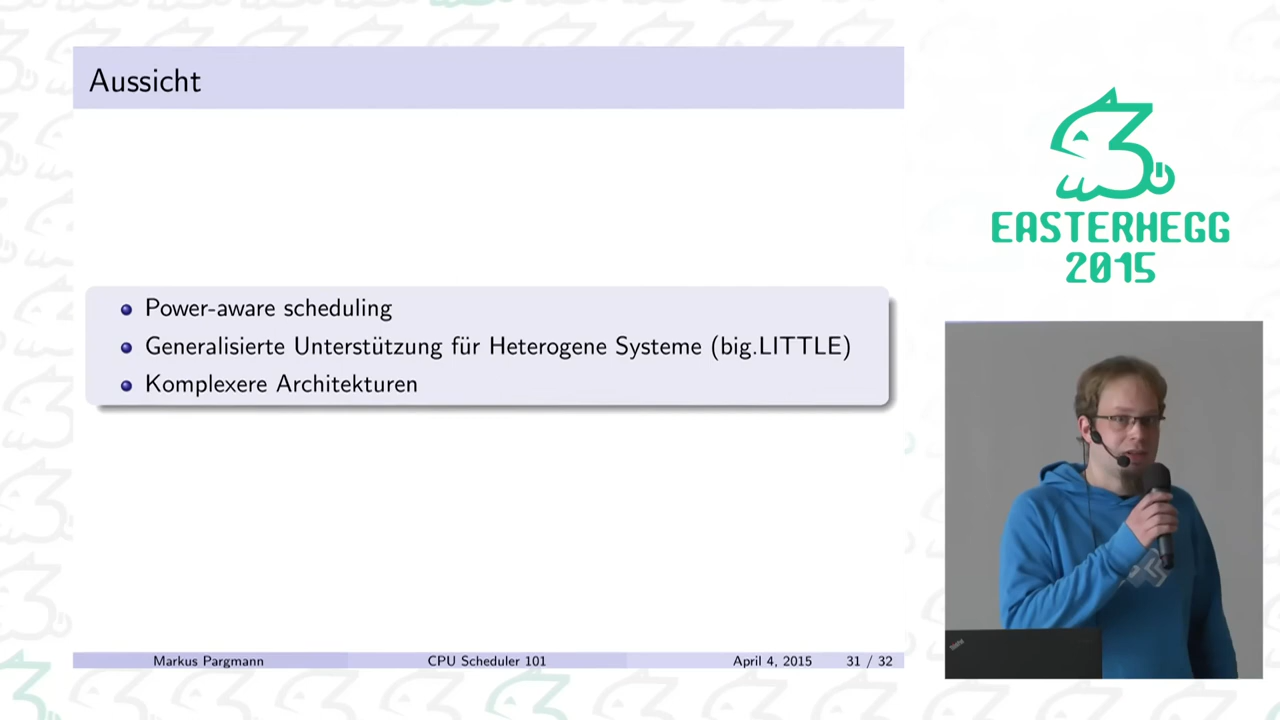 Aussicht
Power-aware scheduling
Generalisierte Unterstützung für Heterogene Systeme (big.LITTLE)
Komplexere Architekturen
Markus Pargmann CPU Scheduler 101 April 4, 2015 31 / 32
EASTERHEGG
2015
ThinkPad